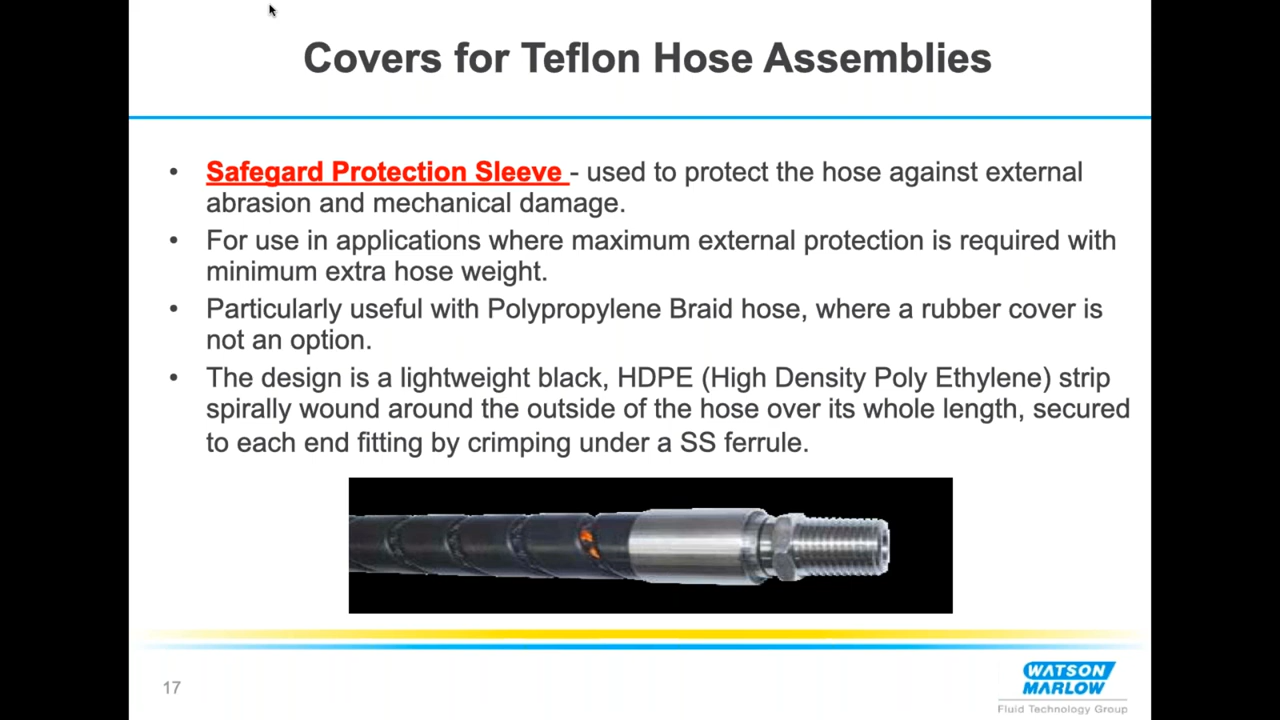 Covers for Teflon Hose Assemblies
• Safegard Protection Sleeve - used to protect the hose against external
abrasion and mechanical damage.
• For use in applications where maximum external protection is required with
minimum extra hose weight.
• Particularly useful with Polypropylene Braid hose, where a rubber cover is
not an option.
• The design is a lightweight black, HDPE (High Density Poly Ethylene) strip
spirally wound around the outside of the hose over its whole length, secured
to each end fitting by crimping under a SS ferrule.
17
WATSON
MARLOW
Fluid Technology Group